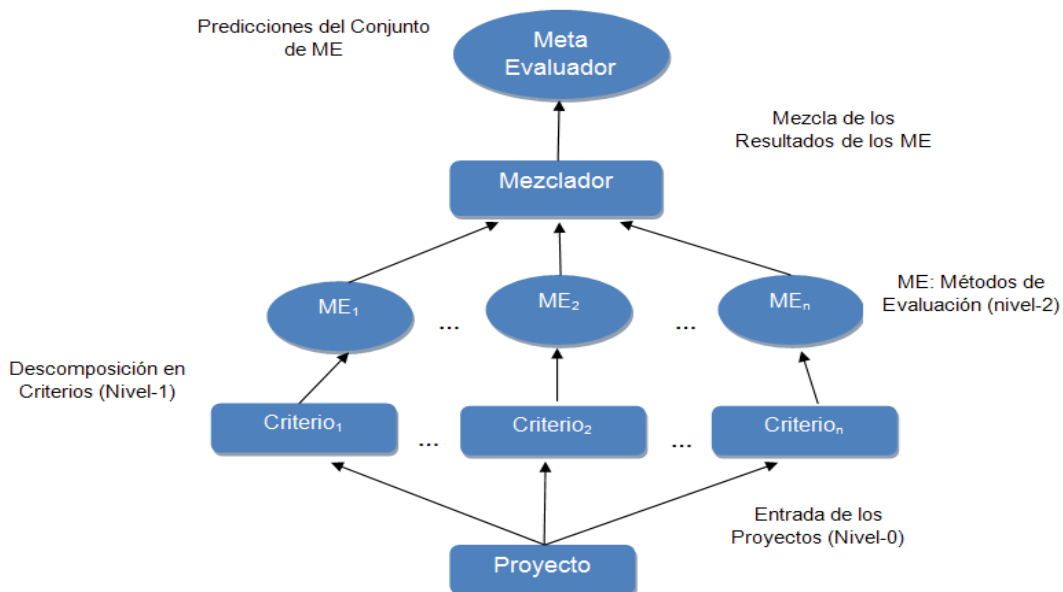 Predicciones del Conjunto
de ME
Meta
Evaluador
Mezcla de los
Resultados de los ME
Mezclador
ME₁
...
ME₂
...
MEₙ
ME: Métodos de
Evaluación (nivel-2)
Descomposición en
Criterios (Nivel-1)
Criterio₁
...
Criterio₂
...
Criterioₙ
Entrada de los
Proyectos (Nivel-0)
Proyecto